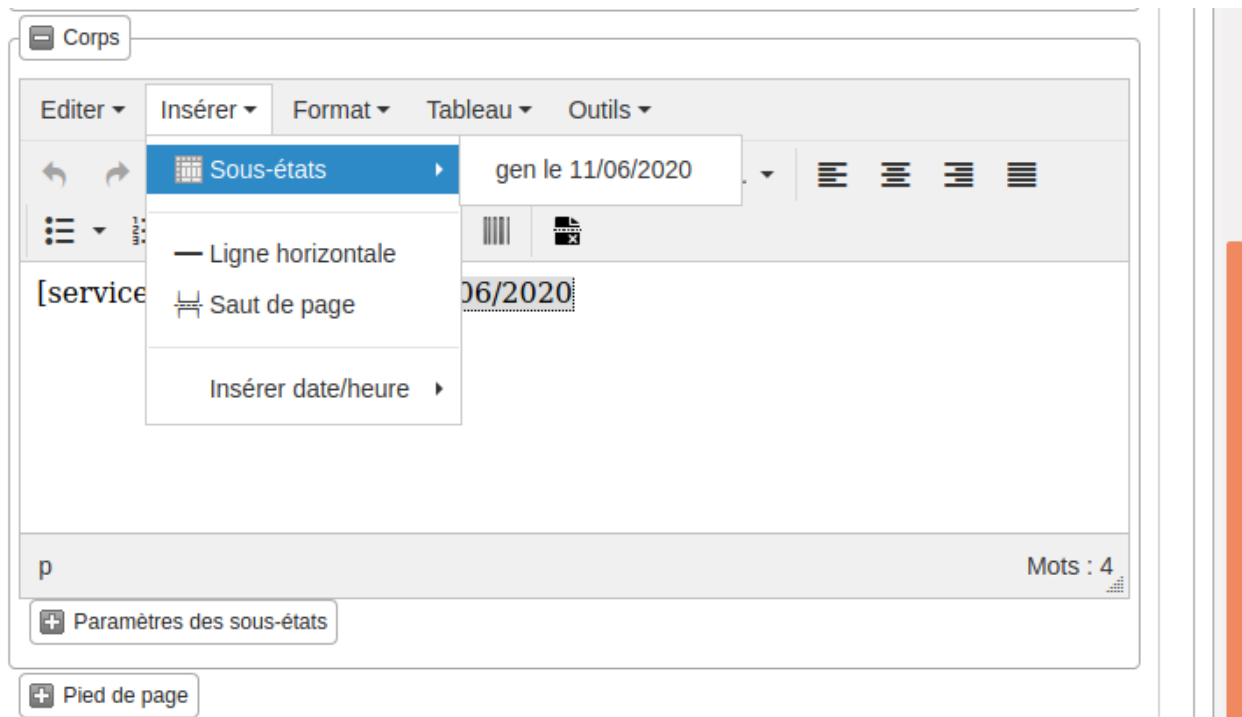 Corps
Editer Insérer Format Tableau Outils
Sous-états gen le 11/06/2020
Ligne horizontale
[service 06/2020
Saut de page
Insérer date/heure
p Mots : 4
Paramètres des sous-états
Pied de page